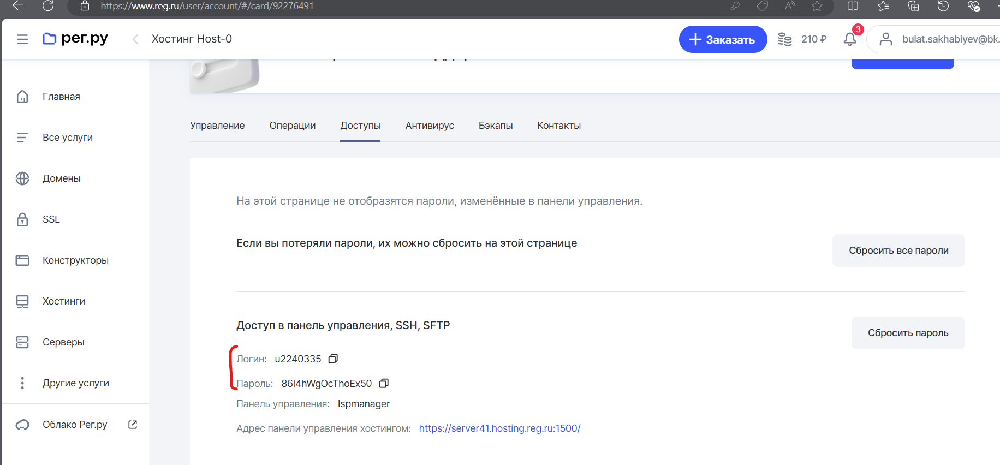 https://www.reg.ru/user/account/#/card/92276491
рег.ру
Хостинг Host-0
Заказать
210 ₽
3
bulat.sakhabiyev@bk.
Главная
Все услуги
Домены
SSL
Конструкторы
Хостинги
Серверы
Другие услуги
Облако Рег.ру
Управление Операции Доступы Антивирус Бэкапы Контакты
На этой странице не отобразятся пароли, изменённые в панели управления.
Если вы потеряли пароли, их можно сбросить на этой странице
Сбросить все пароли
Доступ в панель управления, SSH, SFTP
Сбросить пароль
Логин: u2240335
Пароль: 86I4hWgOcThoEx50
Панель управления: Ispmanager
Адрес панели управления хостингом: https://server41.hosting.reg.ru:1500/